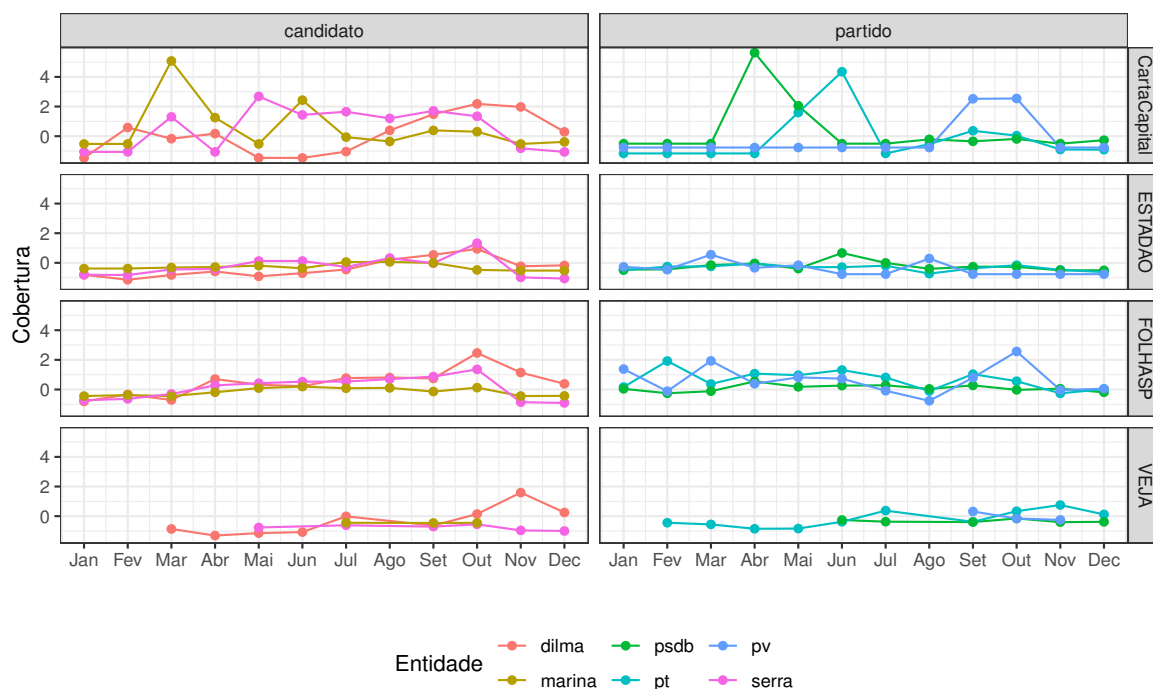 candidato partido
Cobertura
4
2
0
CartaCapital
4
2
0
ESTADAO
4
2
0
FOLHASP
4
2
0
VEJA
Jan Fev Mar Abr Mai Jun Jul Ago Set Out Nov Dec Jan Fev Mar Abr Mai Jun Jul Ago Set Out Nov Dec
Entidade
dilma psdb pv
marina pt serra